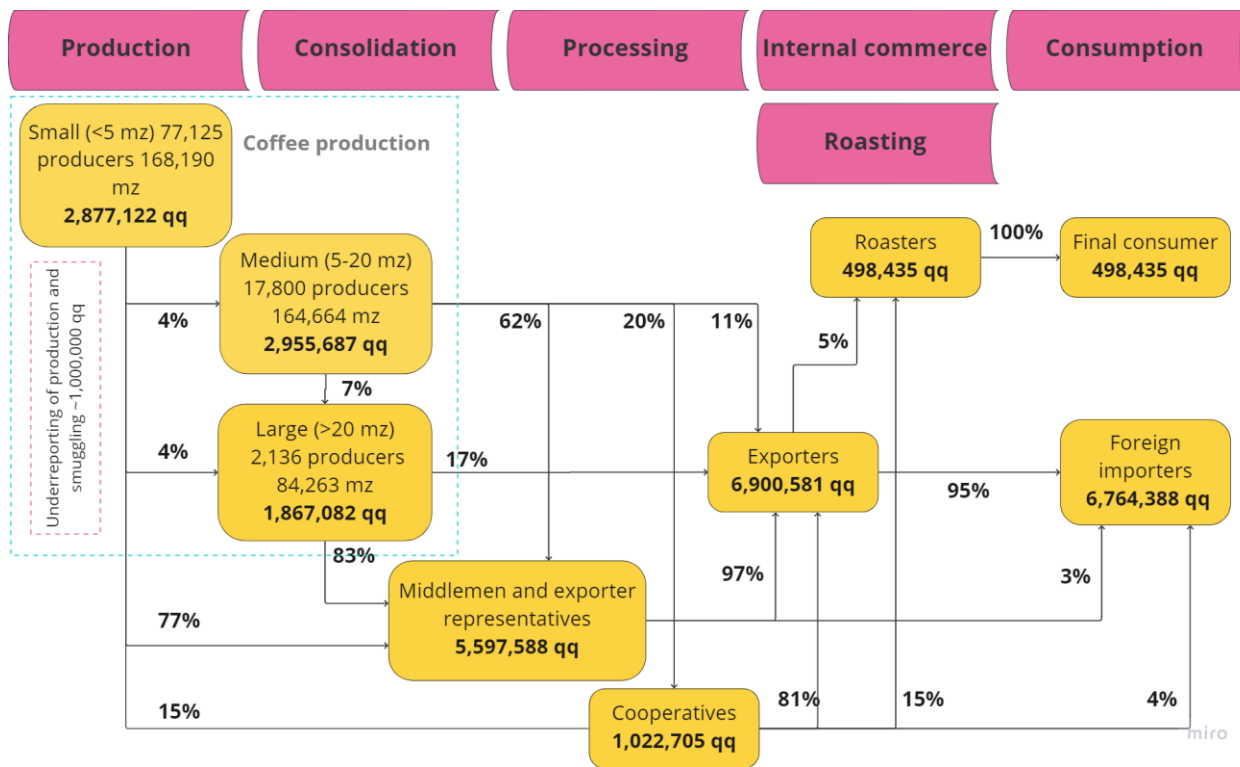 Production
Consolidation
Processing
Internal commerce
Consumption
Roasting
Coffee production
Small (<5 mz) 77,125
producers 168,190
mz
2,877,122 qq
Underreporting of production and
smuggling ~1,000,000 qq
4%
Medium (5-20 mz)
17,800 producers
164,664 mz
2,955,687 qq
62%
20%
11%
7%
4%
Large (>20 mz)
2,136 producers
84,263 mz
1,867,082 qq
17%
83%
77%
Middlemen and exporter
representatives
5,597,588 qq
15%
Cooperatives
1,022,705 qq
Roasters
498,435 qq
100%
Final consumer
498,435 qq
5%
Exporters
6,900,581 qq
95%
Foreign
importers
6,764,388 qq
97%
3%
81%
15%
4%
miro